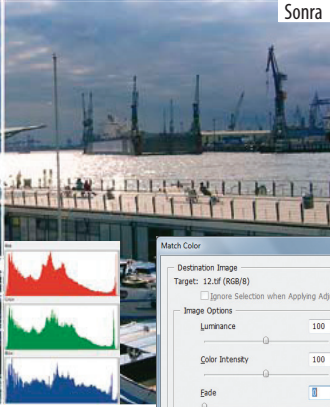 Sonra
Red
Green
Blue
Match Color
Destination Image
Target: 12.tif (RGB/8)
Ignore Selection when Applying Adj
Image Options
Luminance 100
Color Intensity 100
Fade 0